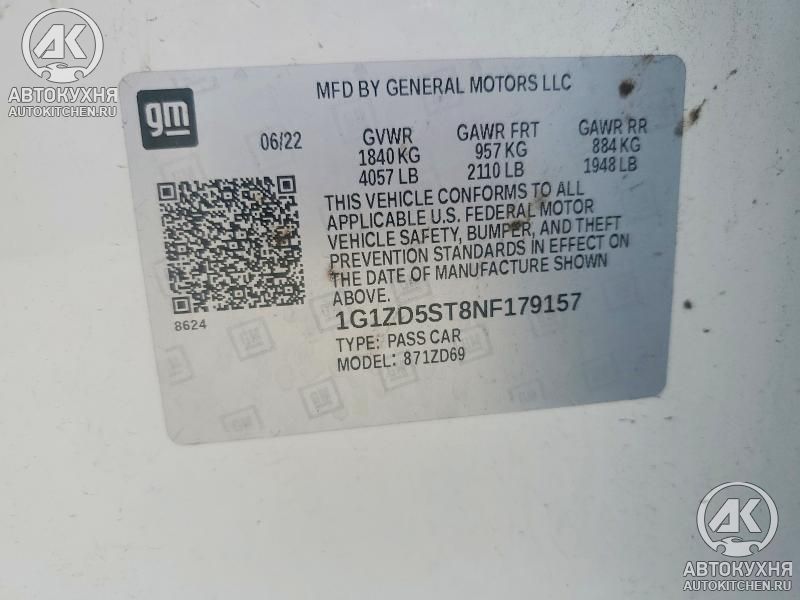 AK
АВТОКУХНЯ
AUTOKITCHEN.RU
gm
MFD BY GENERAL MOTORS LLC
06/22
GVWR GAWR FRT GAWR RR
1840 KG 957 KG 884 KG
4057 LB 2110 LB 1948 LB
THIS VEHICLE CONFORMS TO ALL
APPLICABLE U.S. FEDERAL MOTOR
VEHICLE SAFETY, BUMPER, AND THEFT
PREVENTION STANDARDS IN EFFECT ON
THE DATE OF MANUFACTURE SHOWN
ABOVE.
8624
1G1ZD5ST8NF179157
TYPE: PASS CAR
MODEL: 871ZD69
AK
АВТОКУХНЯ
AUTOKITCHEN.RU